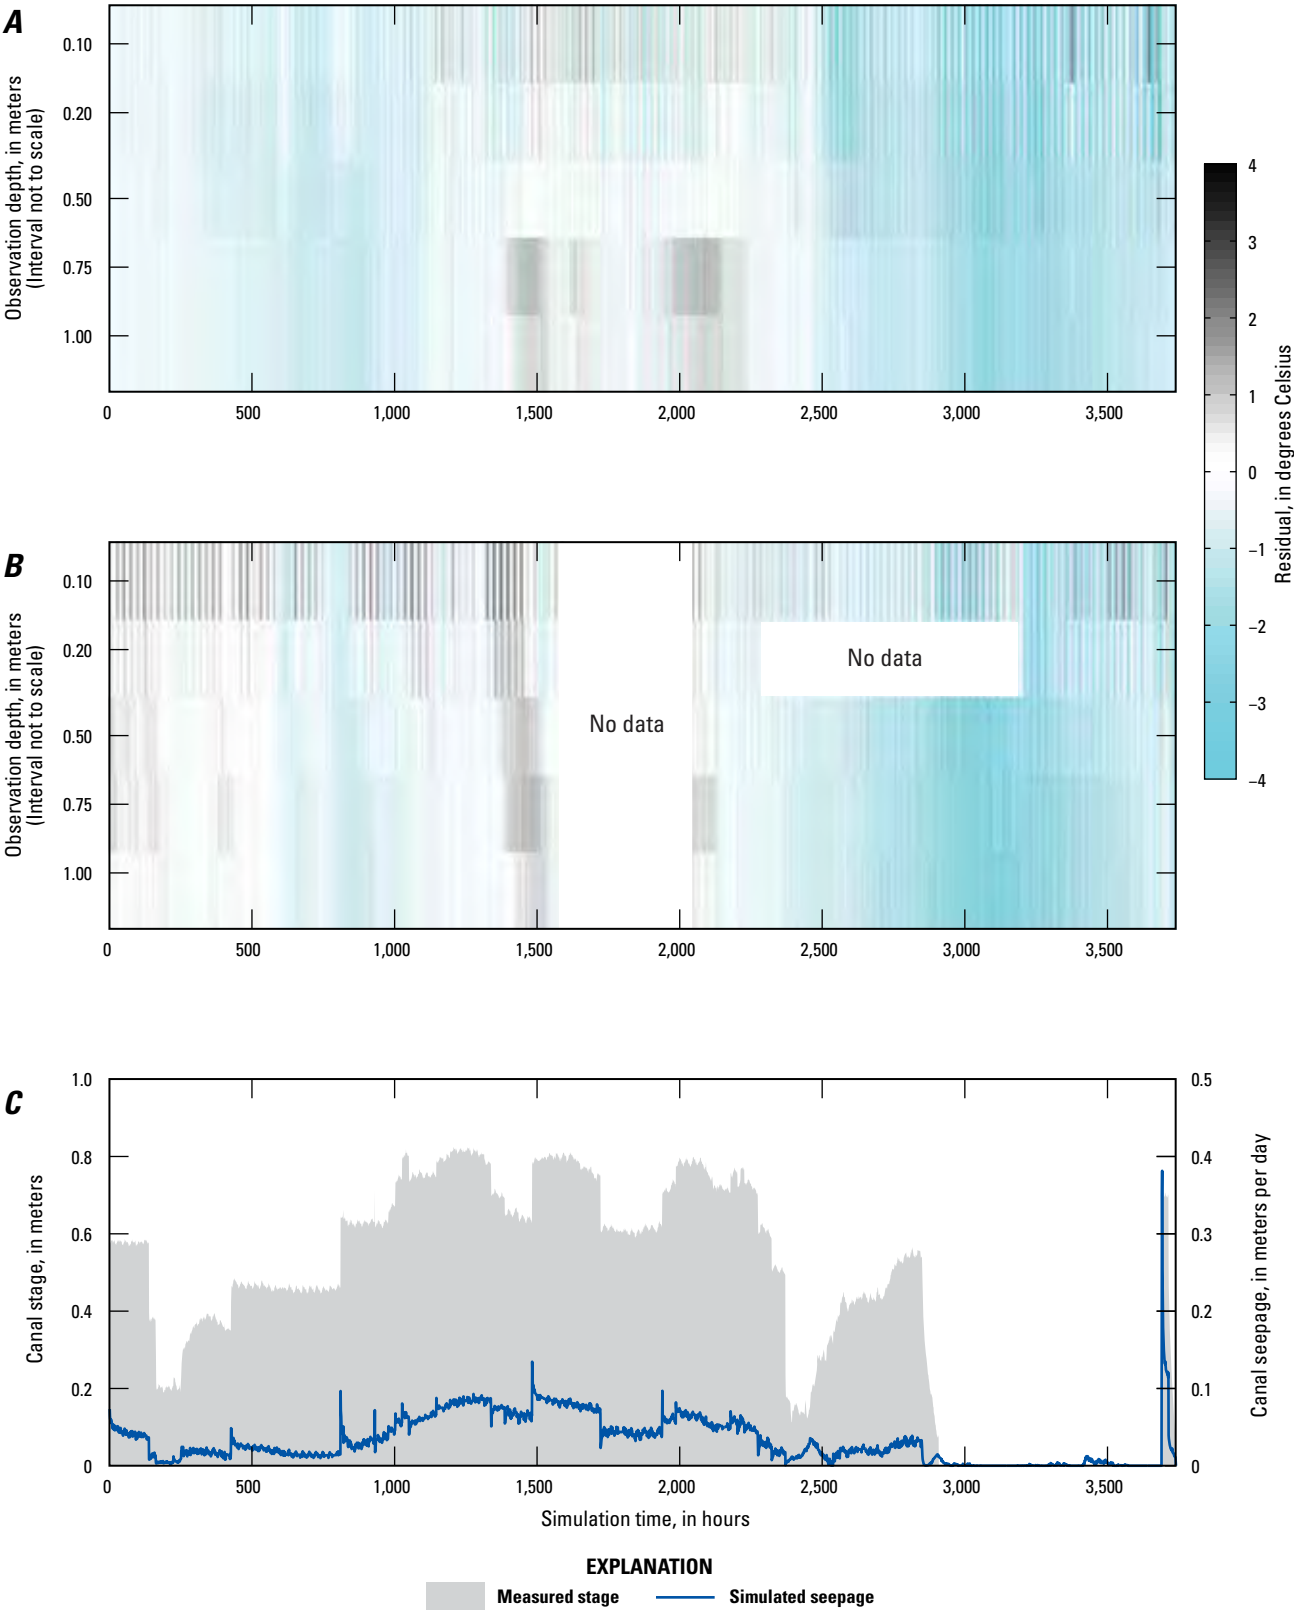 A
0.10
0.20
0.50
0.75
1.00
Observation depth, in meters
(Interval not to scale)
0 500 1,000 1,500 2,000 2,500 3,000 3,500
4
3
2
1
0
−1
−2
−3
−4
Residual, in degrees Celsius
B
0.10
0.20
0.50
0.75
1.00
Observation depth, in meters
(Interval not to scale)
No data
No data
0 500 1,000 1,500 2,000 2,500 3,000 3,500
C
1.0
0.8
0.6
0.4
0.2
0
Canal stage, in meters
0.5
0.4
0.3
0.2
0.1
0
Canal seepage, in meters per day
0 500 1,000 1,500 2,000 2,500 3,000 3,500
Simulation time, in hours
EXPLANATION
Measured stage Simulated seepage